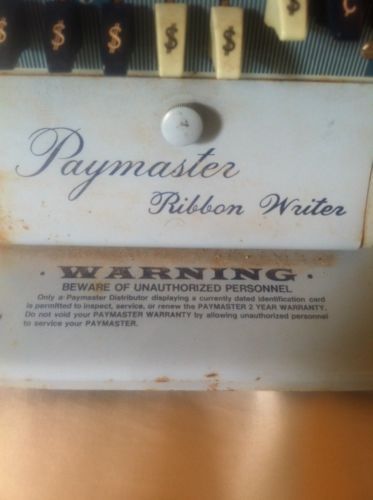 $ $ $ $ $ $ ¢
Paymaster
Ribbon Writer
· WARNING ·
BEWARE OF UNAUTHORIZED PERSONNEL
Only a Paymaster Distributor displaying a currently dated identification card
is permitted to inspect, service, or renew the PAYMASTER 2 YEAR WARRANTY.
Do not void your PAYMASTER WARRANTY by allowing unauthorized personnel
to service your PAYMASTER.